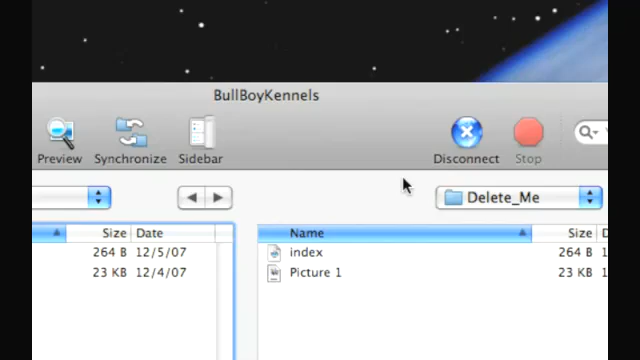 BullBoyKennels
Preview Synchronize Sidebar Disconnect Stop
Delete_Me
Size Date Name Size
264 B 12/5/07 index 264 B
23 KB 12/4/07 Picture 1 23 KB